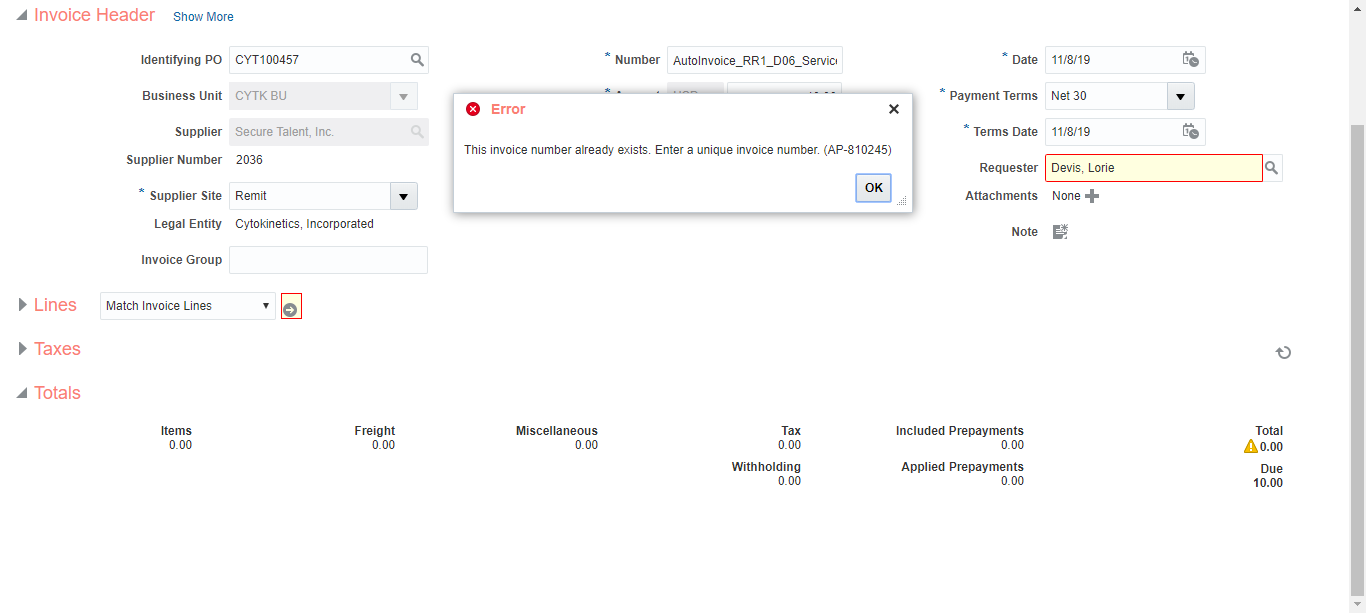 Invoice Header Show More
Identifying PO CYT100457
* Number AutoInvoice_RR1_D06_Servic
* Date 11/8/19
Business Unit CYTK BU
* Payment Terms Net 30
Supplier Secure Talent, Inc.
* Terms Date 11/8/19
Supplier Number 2036
Requester Devis, Lorie
* Supplier Site Remit
Attachments None
Legal Entity Cytokinetics, Incorporated
Note
Invoice Group
Error
This invoice number already exists. Enter a unique invoice number. (AP-810245)
OK
Lines Match Invoice Lines
Taxes
Totals
Items Freight Miscellaneous Tax Included Prepayments Total
0.00 0.00 0.00 0.00 0.00 0.00
Withholding Applied Prepayments Due
0.00 0.00 10.00